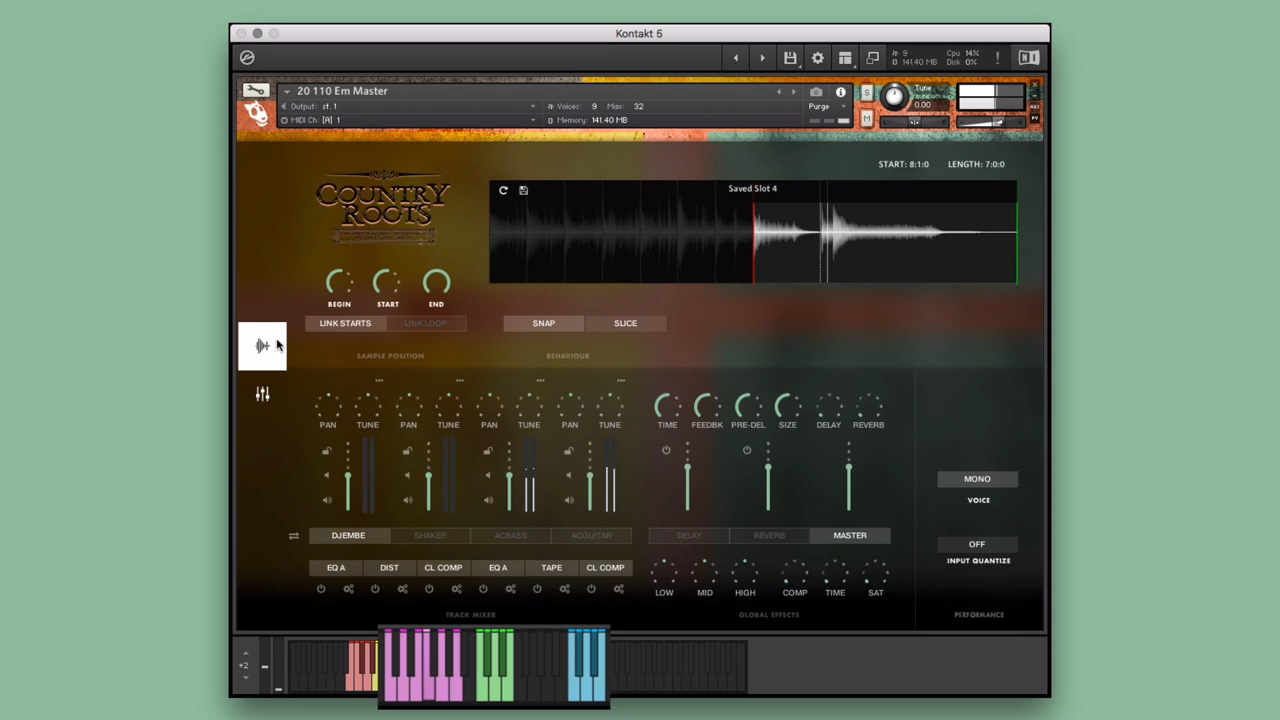 Kontakt 5
9
141.40 MB
Cpu 14%
Disk 0%
!
20 110 Em Master
Output: st.1
Voices: 9 Max: 32
Purge
MIDI Ch: [A] 1
Memory: 141.40 MB
S
M
Tune
0.00
START: 8:1:0 LENGTH: 7:0:0
COUNTRY
ROOTS
Saved Slot 4
BEGIN START END
LINK STARTS LINK LOOP SNAP SLICE
SAMPLE POSITION BEHAVIOUR
PAN TUNE PAN TUNE PAN TUNE PAN TUNE TIME FEEDBK PRE-DEL SIZE DELAY REVERB
MONO
VOICE
DJEMBE SHAKER ACBASS ACGUITAR DELAY REVERB MASTER
OFF
INPUT QUANTIZE
EQ A DIST CL COMP EQ A TAPE CL COMP
LOW MID HIGH COMP TIME SAT
TRACK MIXER GLOBAL EFFECTS PERFORMANCE
+2